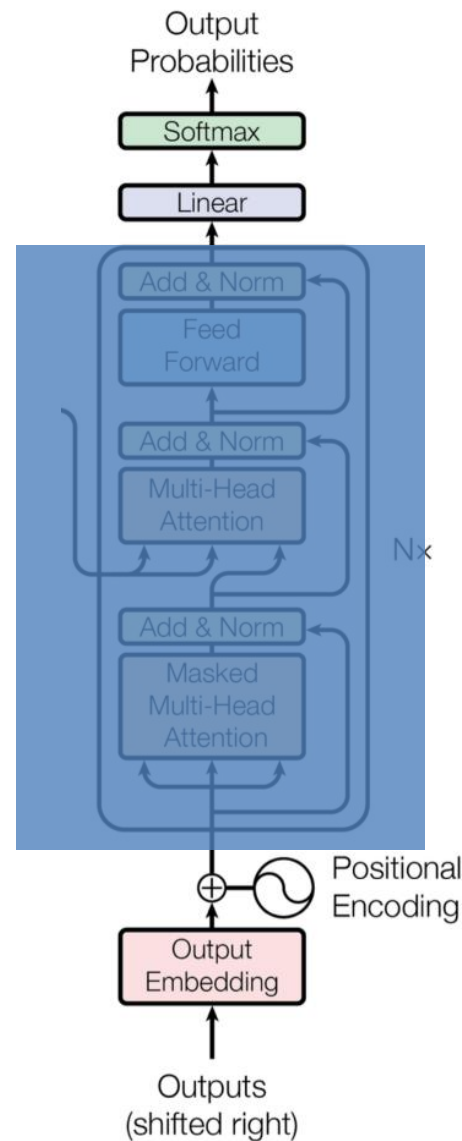 Output
Probabilities
Softmax
Linear
Add & Norm
Feed
Forward
Add & Norm
Multi-Head
Attention
N×
Add & Norm
Masked
Multi-Head
Attention
Positional
Encoding
Output
Embedding
Outputs
(shifted right)